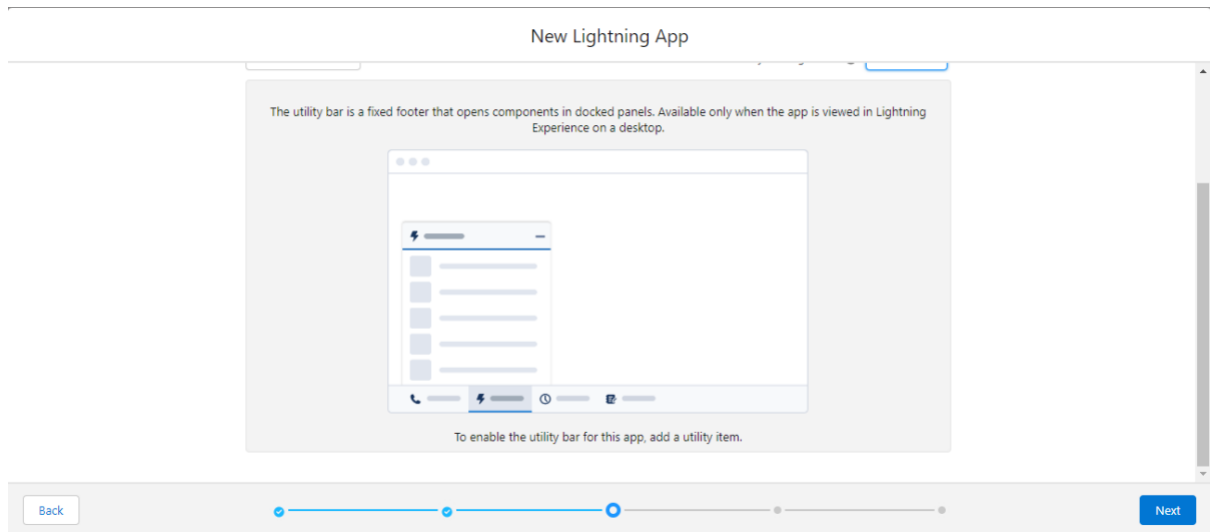 New Lightning App
The utility bar is a fixed footer that opens components in docked panels. Available only when the app is viewed in Lightning
Experience on a desktop.
To enable the utility bar for this app, add a utility item.
Back
Next